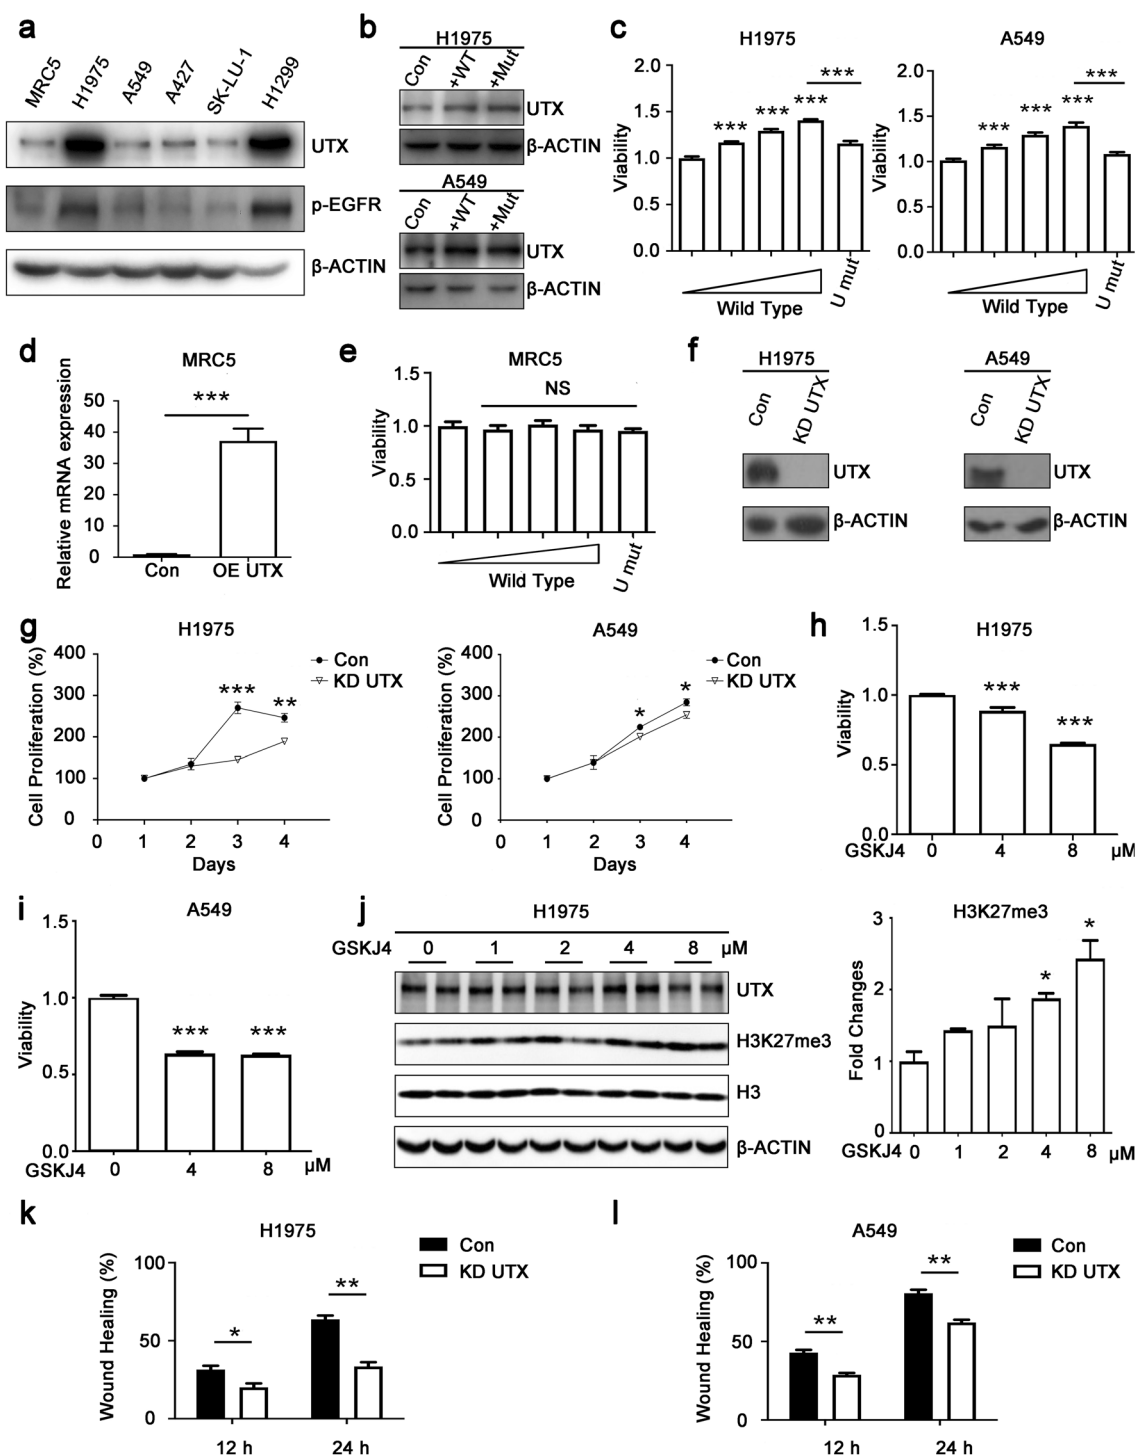 a
MRC5
H1975
A549
A427
SK-LU-1
H1299
UTX
p-EGFR
β-ACTIN
b
H1975
Con
+WT
+Mut
UTX
β-ACTIN
A549
Con
+WT
+Mut
UTX
β-ACTIN
c
H1975
Viability
2.0
1.5
1.0
0.5
0.0
***
***
***
***
Wild Type
U mut
A549
Viability
2.0
1.5
1.0
0.5
0.0
***
***
***
***
Wild Type
U mut
d
MRC5
Relative mRNA expression
50
40
30
20
10
0
***
Con
OE UTX
e
MRC5
Viability
1.5
1.0
0.5
0.0
NS
Wild Type
U mut
f
H1975
Con
KD UTX
UTX
β-ACTIN
A549
Con
KD UTX
UTX
β-ACTIN
g
H1975
Cell Proliferation (%)
400
300
200
100
0
***
**
Con
KD UTX
0 1 2 3 4
Days
A549
Cell Proliferation (%)
400
300
200
100
0
*
*
Con
KD UTX
0 1 2 3 4
Days
h
H1975
Viability
1.5
1.0
0.5
0.0
***
***
GSKJ4 0 4 8 μM
i
A549
Viability
1.5
1.0
0.5
0.0
***
***
GSKJ4 0 4 8 μM
j
H1975
GSKJ4 0 1 2 4 8 μM
UTX
H3K27me3
H3
β-ACTIN
H3K27me3
Fold Changes
3
2
1
0
*
*
GSKJ4 0 1 2 4 8 μM
k
H1975
Wound Healing (%)
100
50
0
*
**
Con
KD UTX
12 h 24 h
l
A549
Wound Healing (%)
100
50
0
**
**
Con
KD UTX
12 h 24 h